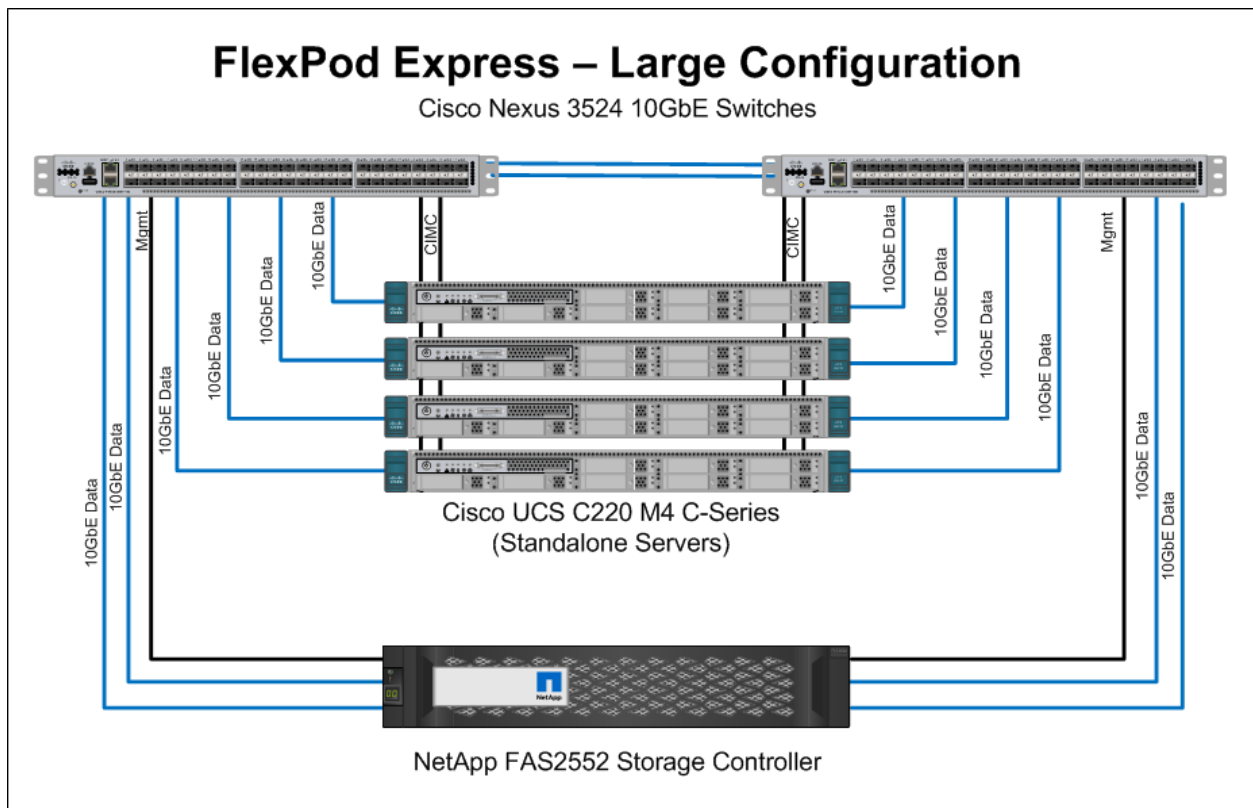 FlexPod Express – Large Configuration
Cisco Nexus 3524 10GbE Switches
Mgmt
10GbE Data
CIMC
CIMC
10GbE Data
Mgmt
10GbE Data
10GbE Data
10GbE Data
10GbE Data
10GbE Data
10GbE Data
10GbE Data
10GbE Data
10GbE Data
10GbE Data
Cisco UCS C220 M4 C-Series
(Standalone Servers)
NetApp
NetApp FAS2552 Storage Controller